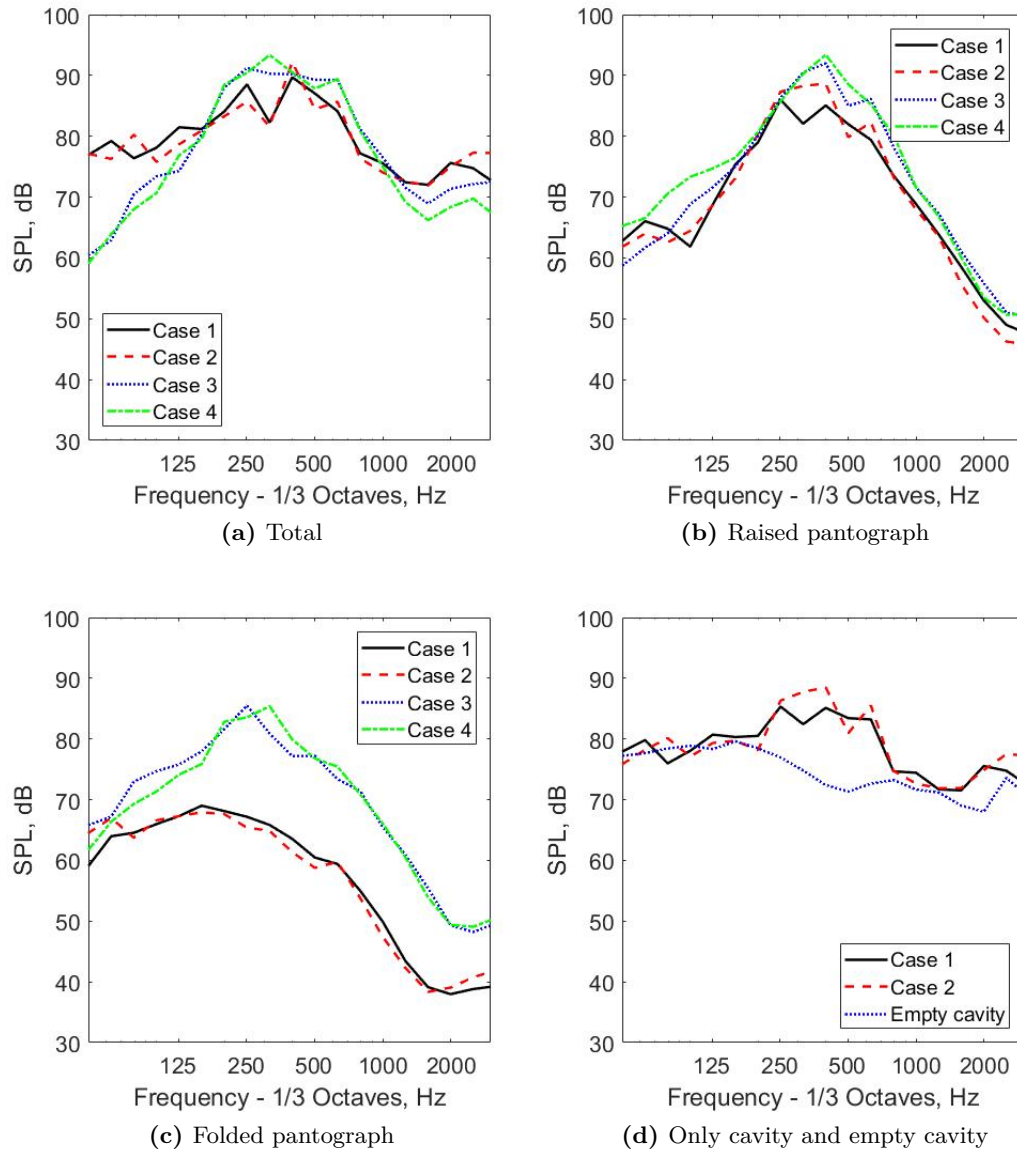 100
90
80
70
60
50
40
30
SPL, dB
Case 1
Case 2
Case 3
Case 4
125 250 500 1000 2000
Frequency - 1/3 Octaves, Hz
(a) Total
100
90
80
70
60
50
40
30
SPL, dB
Case 1
Case 2
Case 3
Case 4
125 250 500 1000 2000
Frequency - 1/3 Octaves, Hz
(b) Raised pantograph
100
90
80
70
60
50
40
30
SPL, dB
Case 1
Case 2
Case 3
Case 4
125 250 500 1000 2000
Frequency - 1/3 Octaves, Hz
(c) Folded pantograph
100
90
80
70
60
50
40
30
SPL, dB
Case 1
Case 2
Empty cavity
125 250 500 1000 2000
Frequency - 1/3 Octaves, Hz
(d) Only cavity and empty cavity